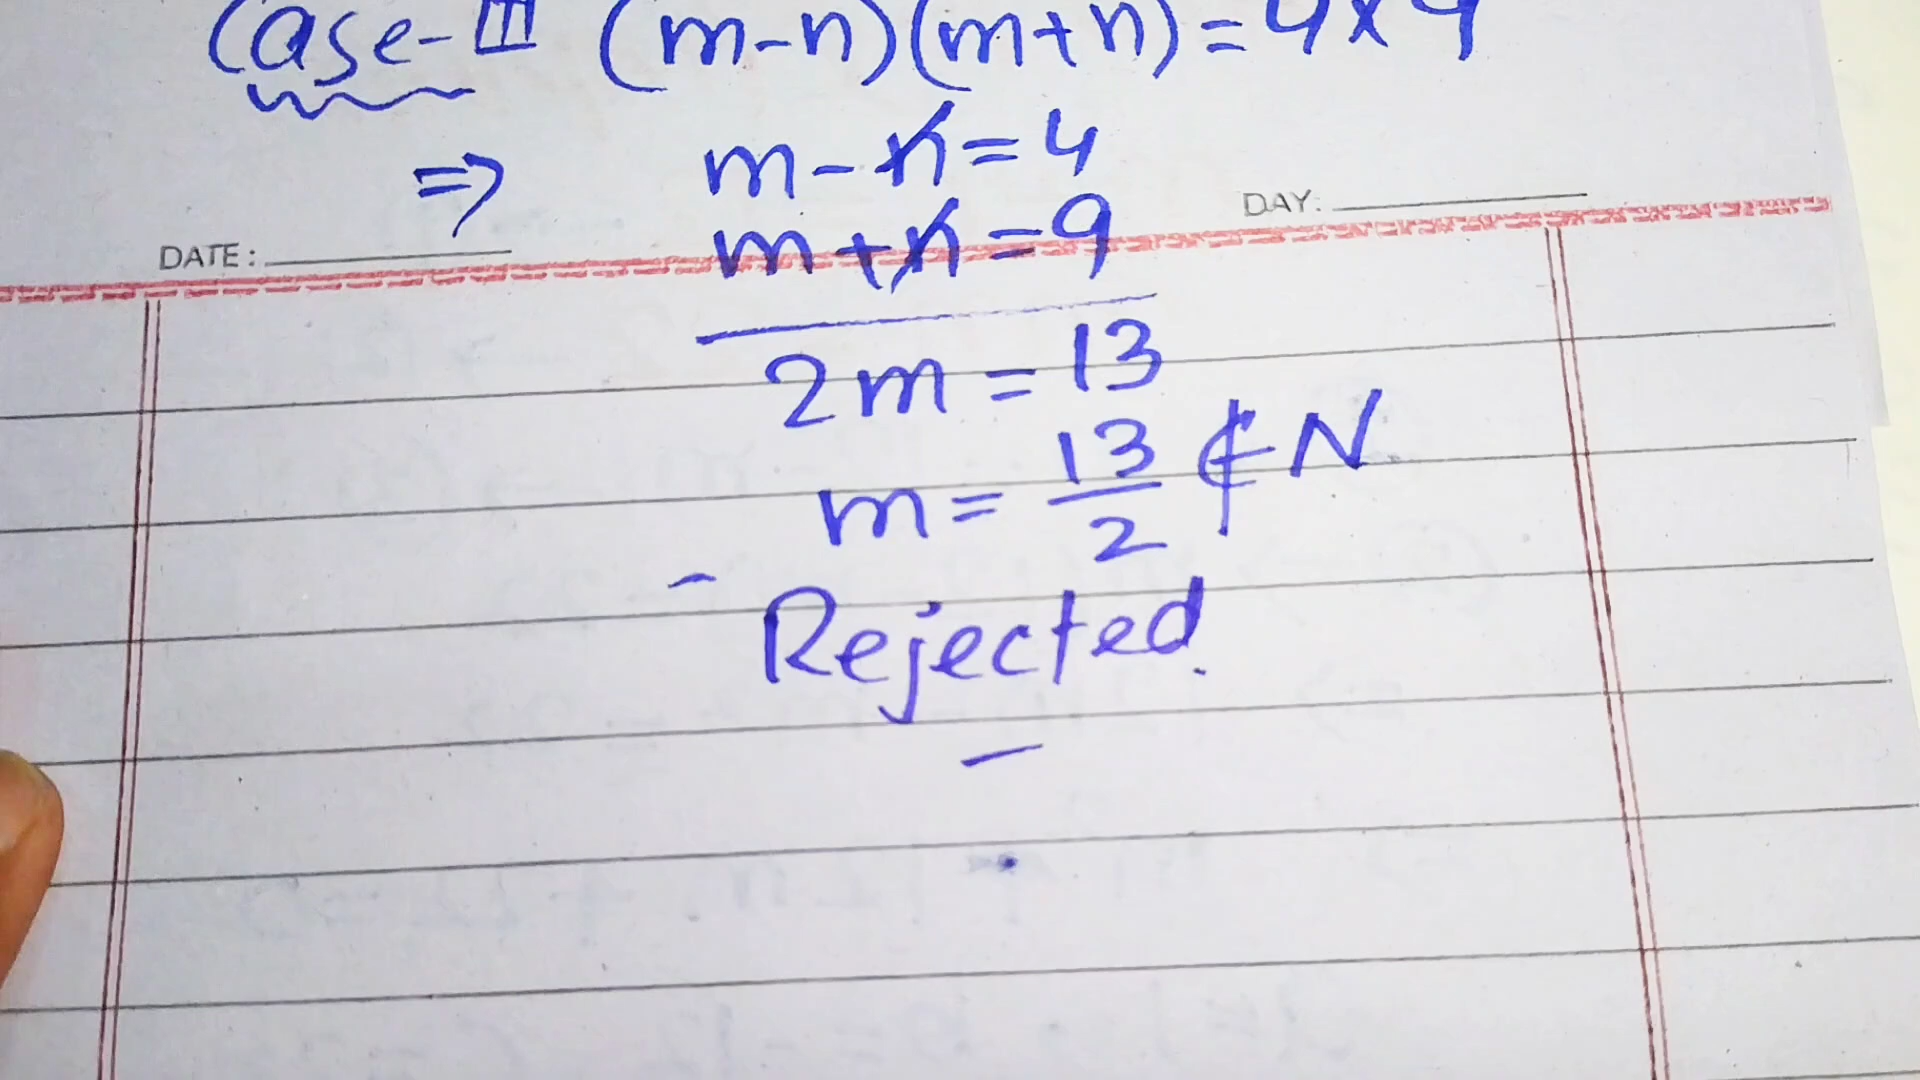 Case-III (m-n)(m+n)=4×9
⇒ m-n=4
DAY:
DATE: m+n=9
2m=13
m=13/2 ∉ N
Rejected.